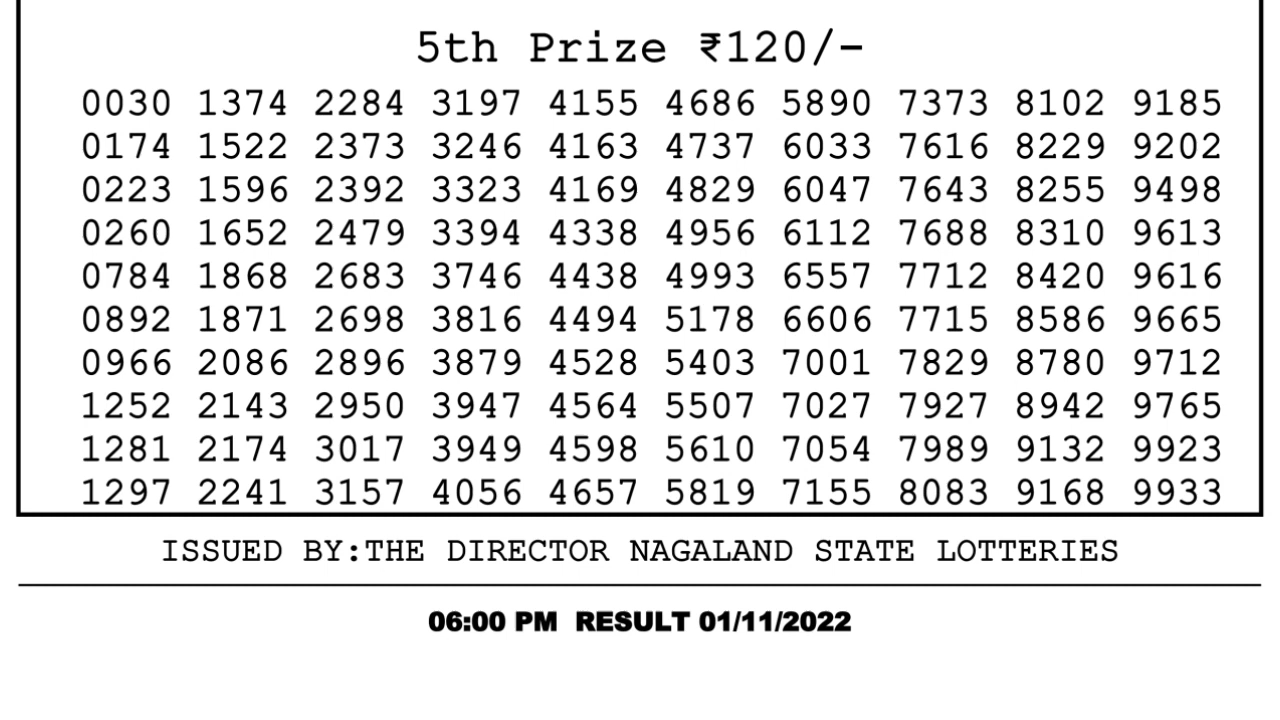 5th Prize ₹120/-
0030 1374 2284 3197 4155 4686 5890 7373 8102 9185
0174 1522 2373 3246 4163 4737 6033 7616 8229 9202
0223 1596 2392 3323 4169 4829 6047 7643 8255 9498
0260 1652 2479 3394 4338 4956 6112 7688 8310 9613
0784 1868 2683 3746 4438 4993 6557 7712 8420 9616
0892 1871 2698 3816 4494 5178 6606 7715 8586 9665
0966 2086 2896 3879 4528 5403 7001 7829 8780 9712
1252 2143 2950 3947 4564 5507 7027 7927 8942 9765
1281 2174 3017 3949 4598 5610 7054 7989 9132 9923
1297 2241 3157 4056 4657 5819 7155 8083 9168 9933
ISSUED BY:THE DIRECTOR NAGALAND STATE LOTTERIES
06:00 PM RESULT 01/11/2022